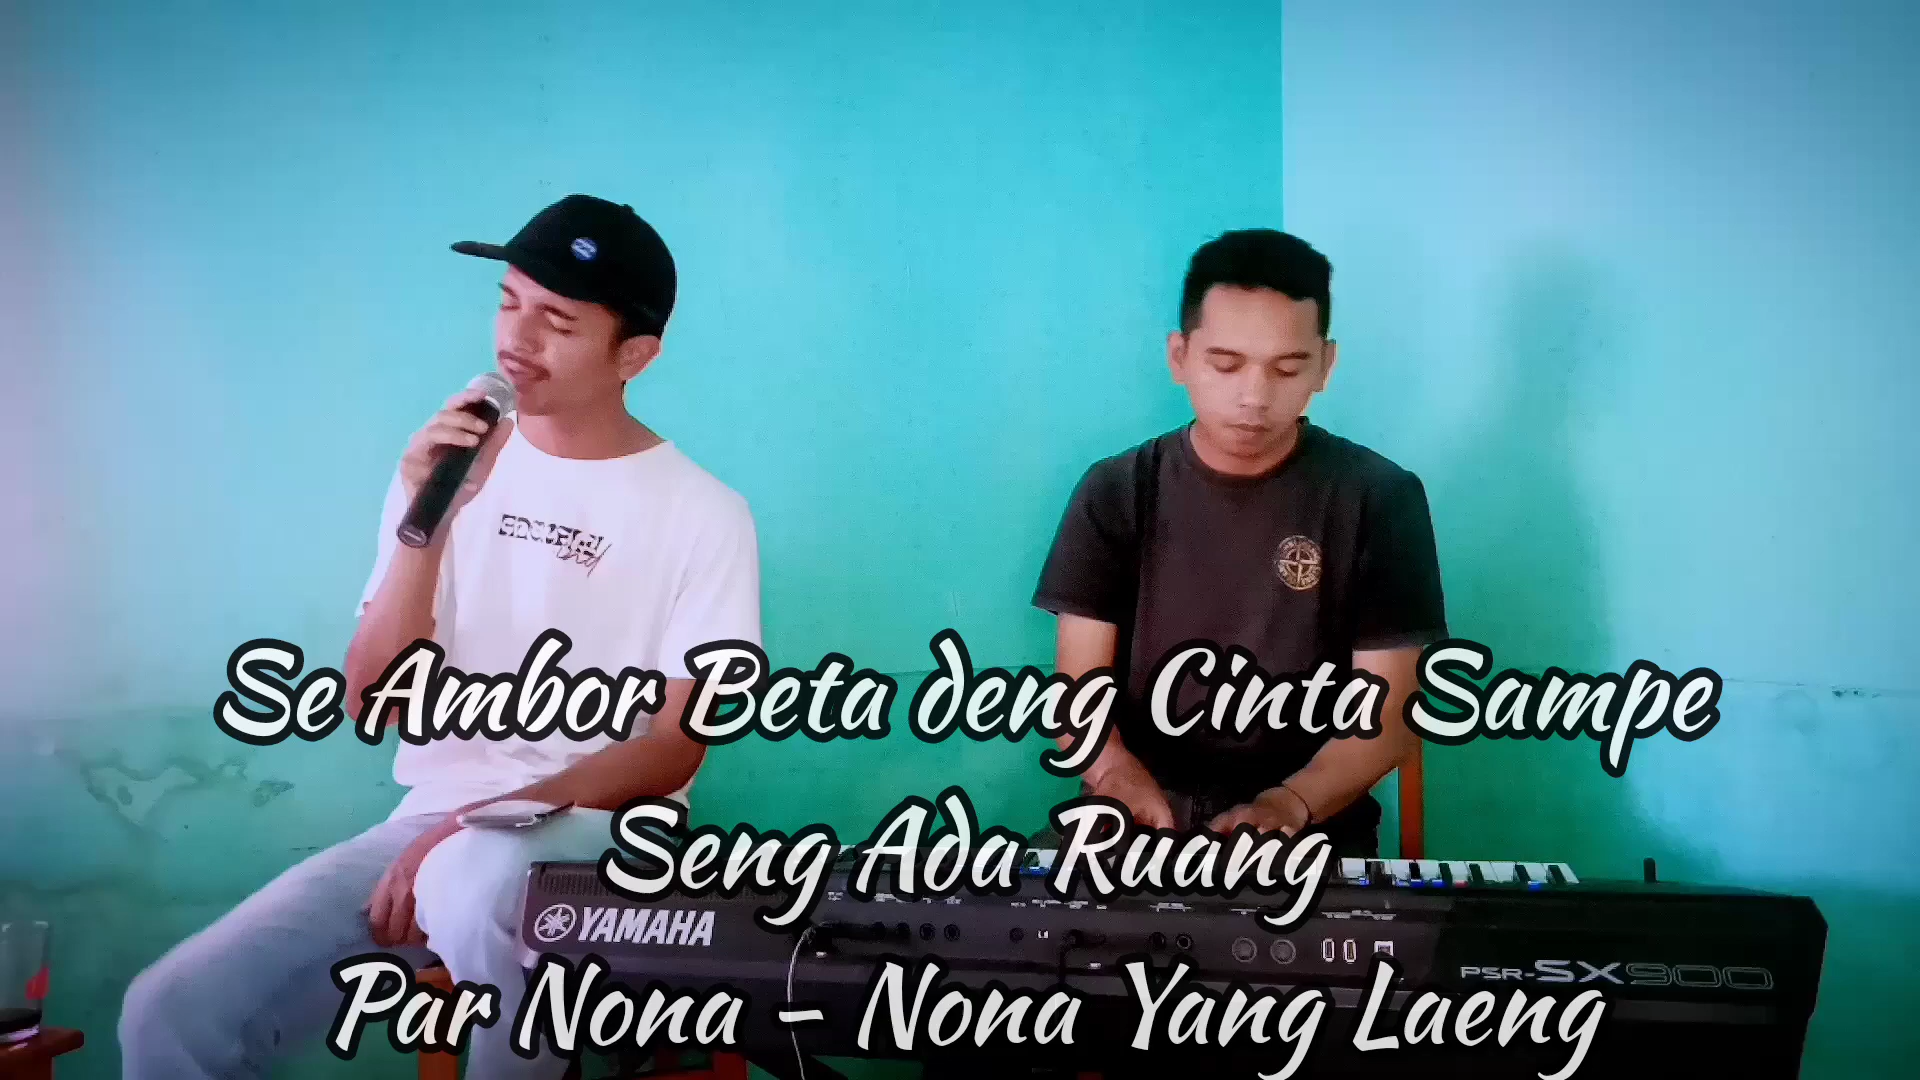 Se Ambor Beta deng Cinta Sampe
Seng Ada Ruang
YAMAHA
PSR-SX900
Par Nona - Nona Yang Laeng